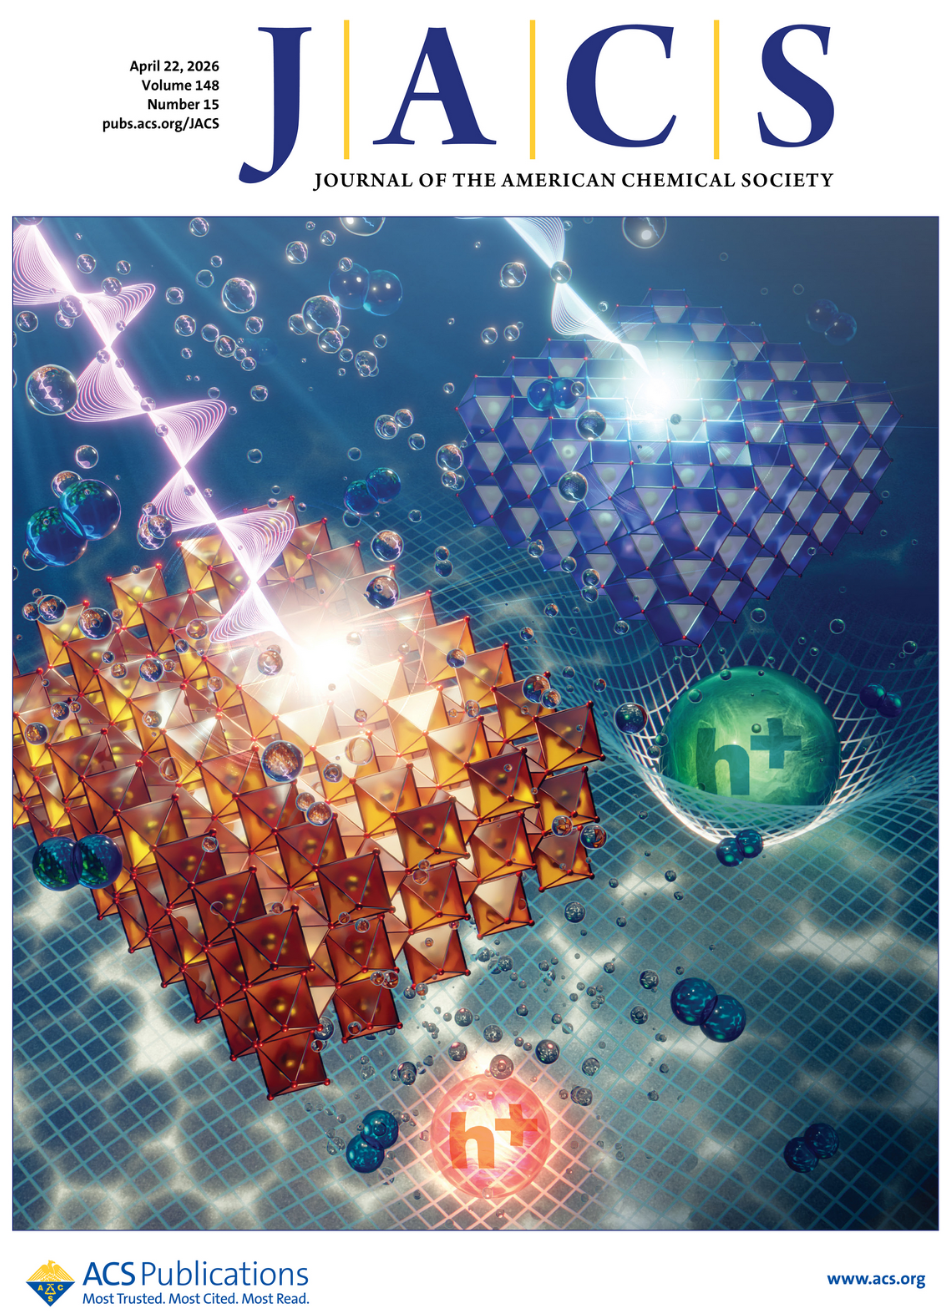 April 22, 2026
Volume 148
Number 15
pubs.acs.org/JACS
J|A|C|S
JOURNAL OF THE AMERICAN CHEMICAL SOCIETY
h+
h+
A C S
ACS Publications
Most Trusted. Most Cited. Most Read.
www.acs.org